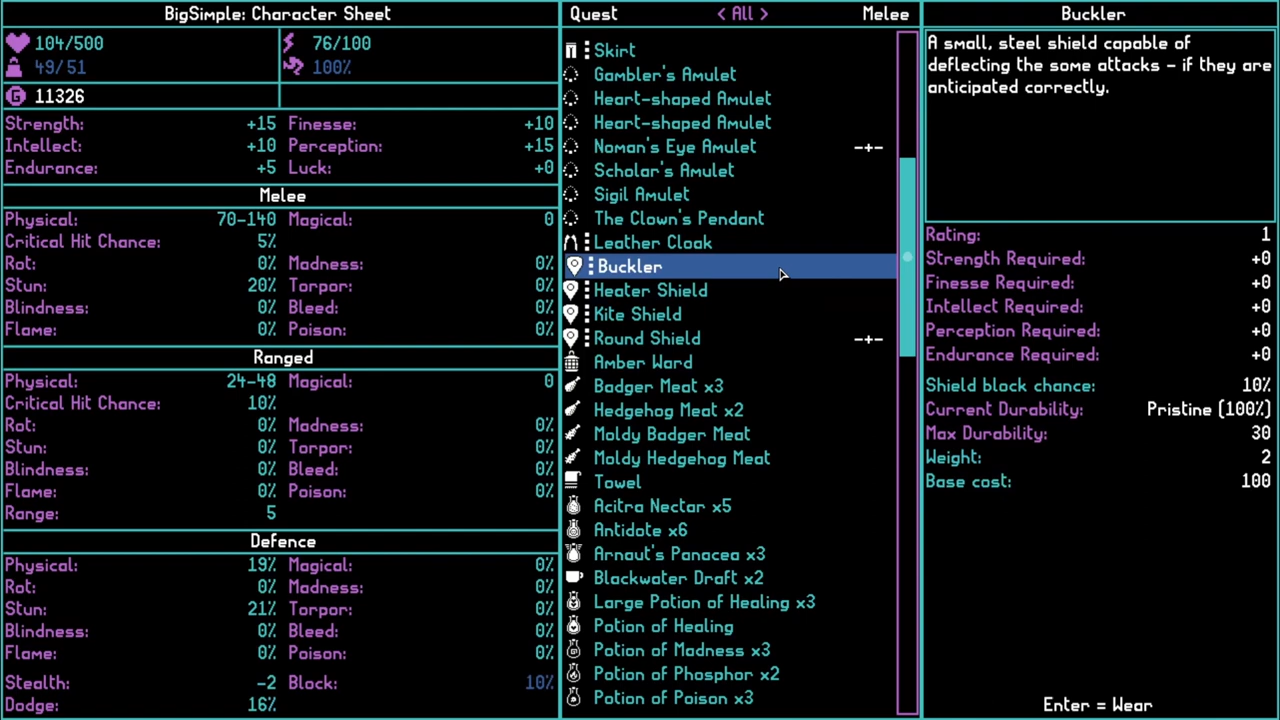 BigSimple: Character Sheet
104/500 76/100
49/51 100%
11326
Strength: +15 Finesse: +10
Intellect: +10 Perception: +15
Endurance: +5 Luck: +0
Melee
Physical: 70-140 Magical: 0
Critical Hit Chance: 5%
Rot: 0% Madness: 0%
Stun: 20% Torpor: 0%
Blindness: 0% Bleed: 0%
Flame: 0% Poison: 0%
Ranged
Physical: 24-48 Magical: 0
Critical Hit Chance: 10%
Rot: 0% Madness: 0%
Stun: 0% Torpor: 0%
Blindness: 0% Bleed: 0%
Flame: 0% Poison: 0%
Range: 5
Defence
Physical: 19% Magical: 0%
Rot: 0% Madness: 0%
Stun: 21% Torpor: 0%
Blindness: 0% Bleed: 0%
Flame: 0% Poison: 0%
Stealth: -2 Block: 10%
Dodge: 16%
Quest < All > Melee
Skirt
Gambler's Amulet
Heart-shaped Amulet
Heart-shaped Amulet
Noman's Eye Amulet -+-
Scholar's Amulet
Sigil Amulet
The Clown's Pendant
Leather Cloak
Buckler
Heater Shield
Kite Shield
Round Shield -+-
Amber Ward
Badger Meat x3
Hedgehog Meat x2
Moldy Badger Meat
Moldy Hedgehog Meat
Towel
Acitra Nectar x5
Antidote x6
Arnaut's Panacea x3
Blackwater Draft x2
Large Potion of Healing x3
Potion of Healing
Potion of Madness x3
Potion of Phosphor x2
Potion of Poison x3
Buckler
A small, steel shield capable of
deflecting the some attacks - if they are
anticipated correctly.
Rating: 1
Strength Required: +0
Finesse Required: +0
Intellect Required: +0
Perception Required: +0
Endurance Required: +0
Shield block chance: 10%
Current Durability: Pristine (100%)
Max Durability: 30
Weight: 2
Base cost: 100
Enter = Wear